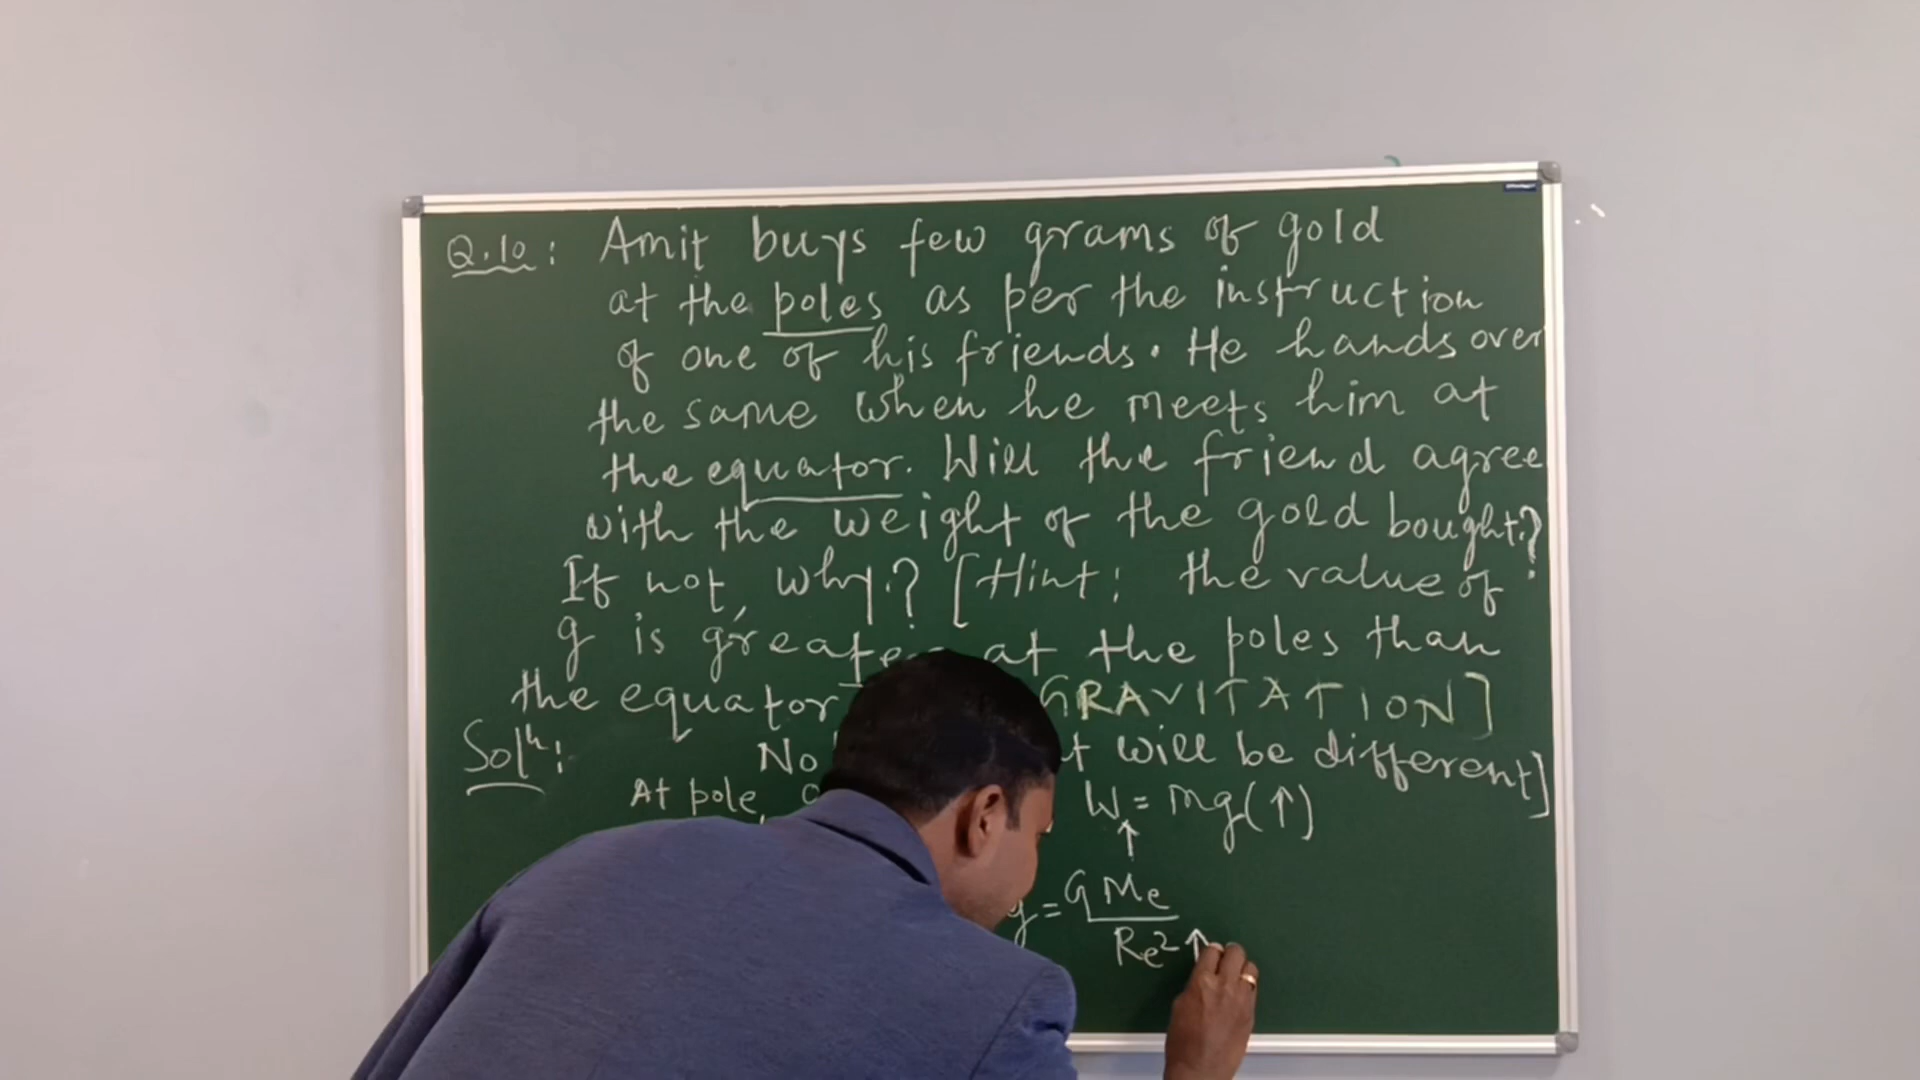 Q.10: Amit buys few grams of gold
at the poles as per the instruction
of one of his friends. He hands over
the same when he meets him at
the equator. Will the friend agree
with the weight of the gold bought?
If not, why? [Hint: the value of
g is greater at the poles than
the equator GRAVITATION]
Solⁿ: No will be different]
At pole, W = mg(↑)
↑
g = GMe
Re² ↑